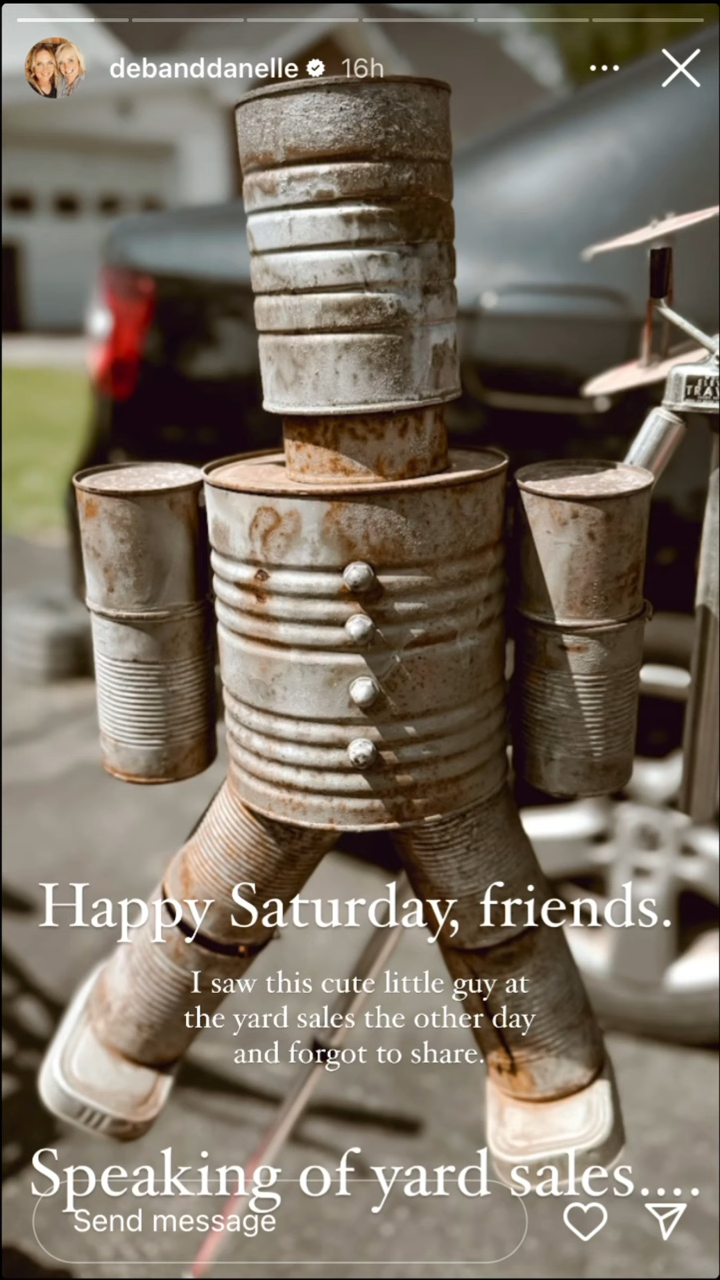 debanddanelle 16h
Happy Saturday, friends.
I saw this cute little guy at
the yard sales the other day
and forgot to share.
Speaking of yard sales....
Send message